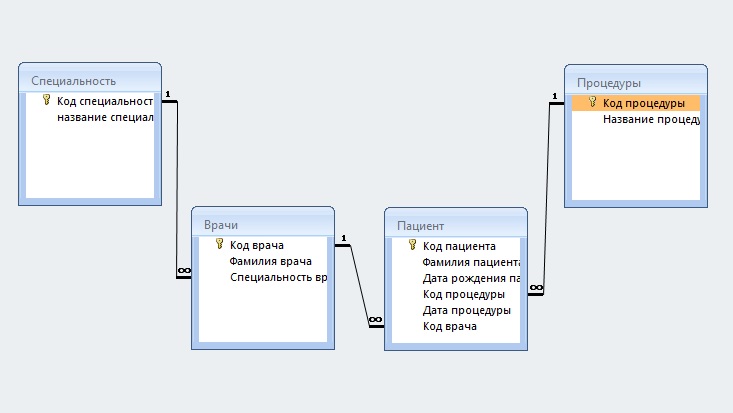 Специальность
Код специальност
название специал
1
∞
Врачи
Код врача
Фамилия врача
Специальность вр
1
∞
Пациент
Код пациента
Фамилия пациента
Дата рождения па
Код процедуры
Дата процедуры
Код врача
1
∞
Процедуры
Код процедуры
Название процеду